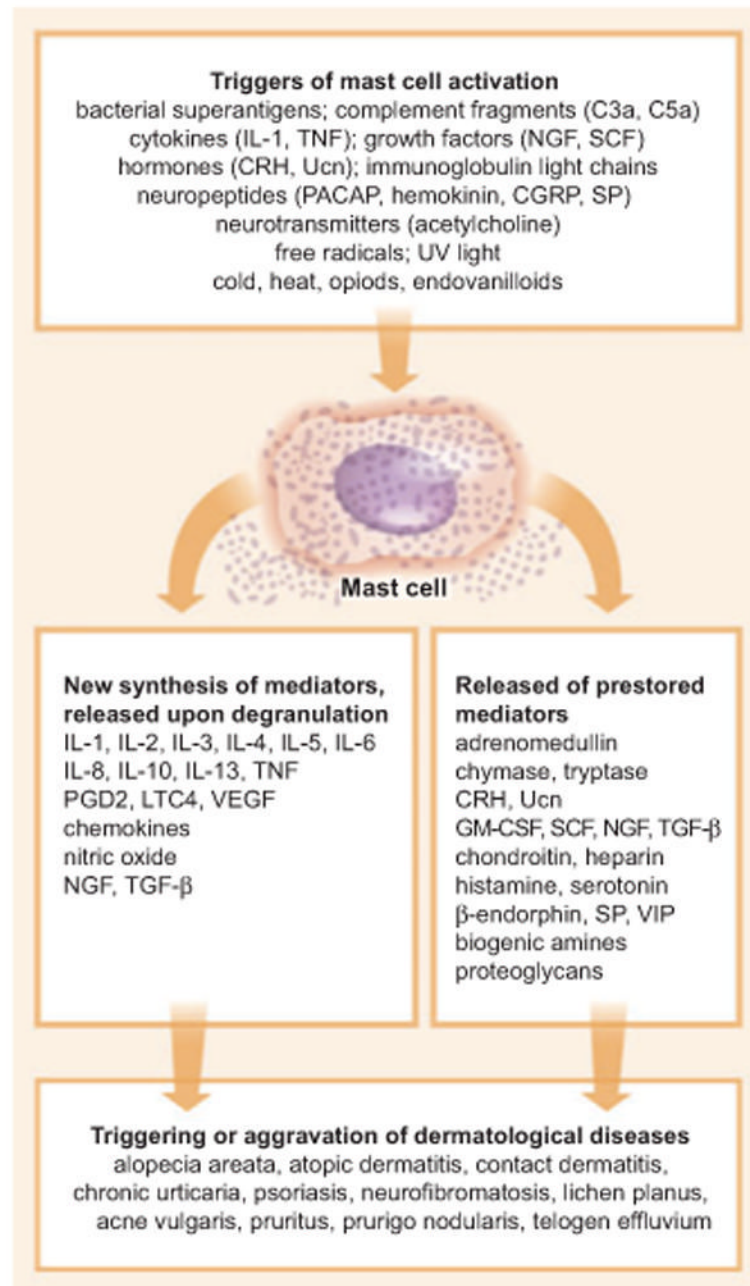 Triggers of mast cell activation
bacterial superantigens; complement fragments (C3a, C5a)
cytokines (IL-1, TNF); growth factors (NGF, SCF)
hormones (CRH, Ucn); immunoglobulin light chains
neuropeptides (PACAP, hemokinin, CGRP, SP)
neurotransmitters (acetylcholine)
free radicals; UV light
cold, heat, opiods, endovanilloids
Mast cell
New synthesis of mediators,
released upon degranulation
IL-1, IL-2, IL-3, IL-4, IL-5, IL-6
IL-8, IL-10, IL-13, TNF
PGD2, LTC4, VEGF
chemokines
nitric oxide
NGF, TGF-β
Released of prestored
mediators
adrenomedullin
chymase, tryptase
CRH, Ucn
GM-CSF, SCF, NGF, TGF-β
chondroitin, heparin
histamine, serotonin
β-endorphin, SP, VIP
biogenic amines
proteoglycans
Triggering or aggravation of dermatological diseases
alopecia areata, atopic dermatitis, contact dermatitis,
chronic urticaria, psoriasis, neurofibromatosis, lichen planus,
acne vulgaris, pruritus, prurigo nodularis, telogen effluvium